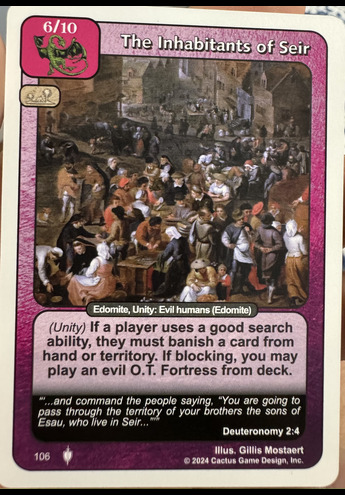 6/10
The Inhabitants of Seir
Edomite, Unity: Evil humans (Edomite)
(Unity) If a player uses a good search
ability, they must banish a card from
hand or territory. If blocking, you may
play an evil O.T. Fortress from deck.
"'...and command the people saying, "You are going to
pass through the territory of your brothers the sons of
Esau, who live in Seir..."'"
Deuteronomy 2:4
Illus. Gillis Mostaert
106
© 2024 Cactus Game Design, Inc.